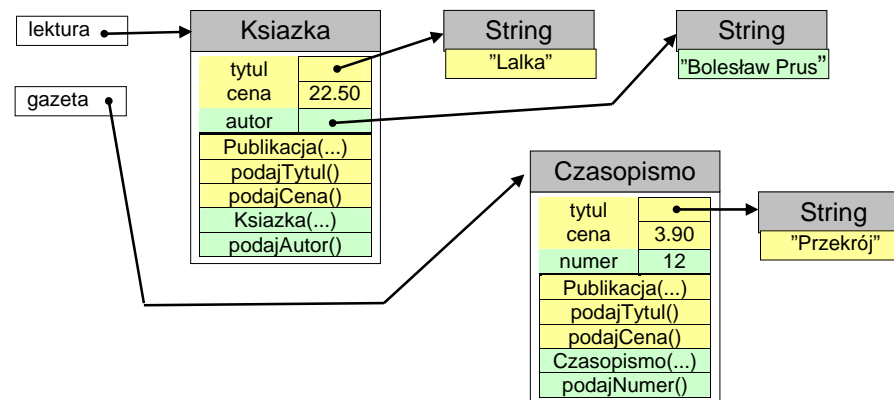 lektura
Ksiazka
String
String
tytul
"Lalka"
"Bolesław Prus"
cena 22.50
gazeta
autor
Publikacja(...)
podajTytul()
podajCena()
Ksiazka(...)
podajAutor()
Czasopismo
tytul
String
cena 3.90
"Przekrój"
numer 12
Publikacja(...)
podajTytul()
podajCena()
Czasopismo(...)
podajNumer()